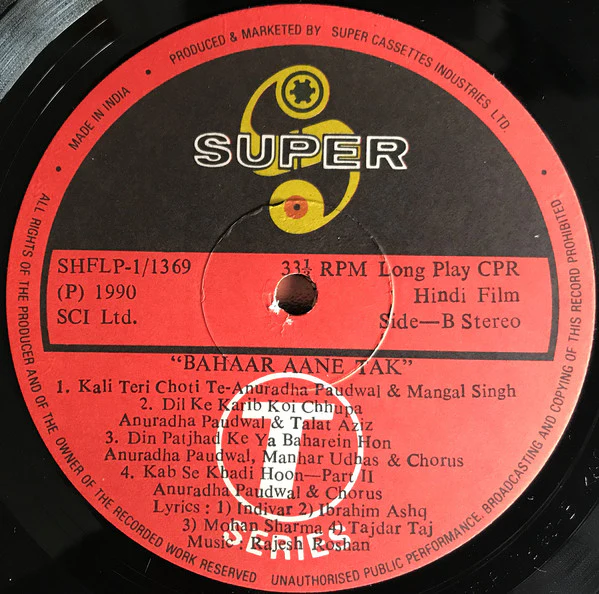 MADE IN INDIA • PRODUCED & MARKETED BY SUPER CASSETTES INDUSTRIES LTD. •
SUPER
SHFLP-1/1369 33⅓ RPM Long Play CPR
(P) 1990 Hindi Film
SCI Ltd. Side—B Stereo
"BAHAAR AANE TAK"
1. Kali Teri Choti Te-Anuradha Paudwal & Mangal Singh
2. Dil Ke Karib Koi Chhupa
Anuradha Paudwal & Talat Aziz
3. Din Patjhad Ke Ya Baharein Hon
Anuradha Paudwal, Manhar Udhas & Chorus
4. Kab Se Khadi Hoon—Part II
Anuradha Paudwal & Chorus
Lyrics : 1) Indivar 2) Ibrahim Ashq
3) Mohan Sharma 4) Tajdar Taj
Music : Rajesh Roshan
T
SERIES
ALL RIGHTS OF THE PRODUCER AND OF THE OWNER OF THE RECORDED WORK RESERVED UNAUTHORISED PUBLIC PERFORMANCE, BROADCASTING AND COPYING OF THIS RECORD PROHIBITED